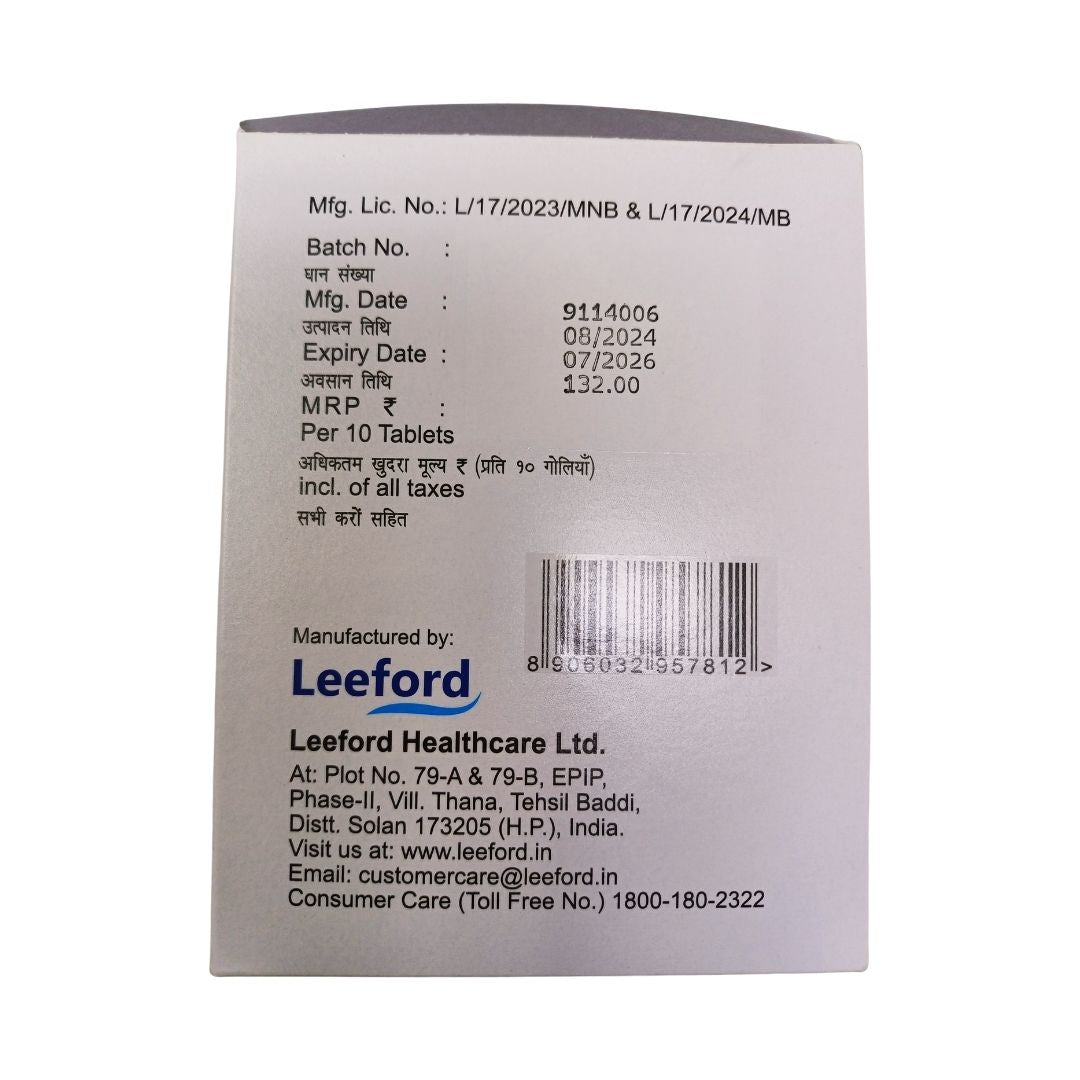 Mfg. Lic. No.: L/17/2023/MNB & L/17/2024/MB
Batch No. :
घान संख्या
Mfg. Date :
9114006
उत्पादन तिथि
08/2024
Expiry Date :
07/2026
अवसान तिथि
132.00
MRP ₹ :
Per 10 Tablets
अधिकतम खुदरा मूल्य ₹ (प्रति १० गोलियाँ)
incl. of all taxes
सभी करों सहित
8 906032 957812 >
Manufactured by:
Leeford
Leeford Healthcare Ltd.
At: Plot No. 79-A & 79-B, EPIP,
Phase-II, Vill. Thana, Tehsil Baddi,
Distt. Solan 173205 (H.P.), India.
Visit us at: www.leeford.in
Email: customercare@leeford.in
Consumer Care (Toll Free No.) 1800-180-2322